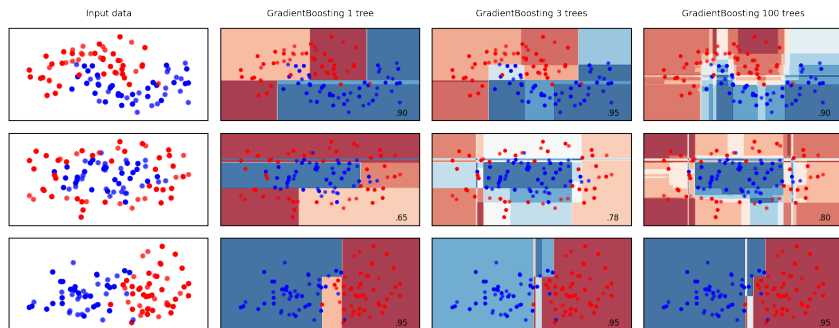 Input data
GradientBoosting 1 tree
GradientBoosting 3 trees
GradientBoosting 100 trees
.90
.95
.90
.65
.78
.80
.95
.95
.95